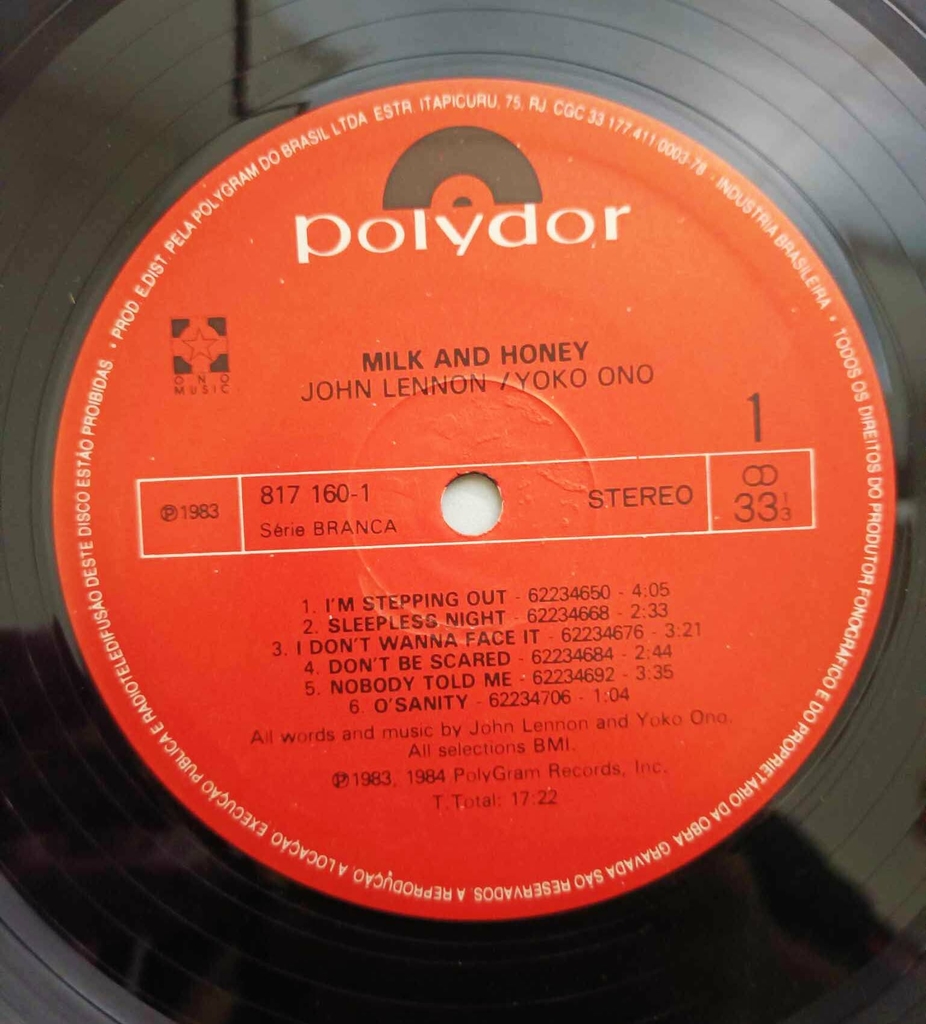 • PROD. E DIST. PELA POLYGRAM DO BRASIL LTDA ESTR. ITAPICURU, 75, RJ CGC 33.177.411/0003-78 - INDUSTRIA BRASILEIRA • TODOS OS DIREITOS DO PRODUTOR FONOGRAFICO E DO PROPRIETARIO DA OBRA GRAVADA SAO RESERVADOS. A REPRODUÇÃO, A LOCAÇÃO, EXECUÇÃO PUBLICA E RADIOTELEDIFUSÃO DESTE DISCO ESTÃO PROIBIDAS
polydor
ONO
MUSIC
MILK AND HONEY
JOHN LENNON / YOKO ONO
1
℗1983
817 160-1
Série BRANCA
STEREO
33 1/3
1. I'M STEPPING OUT - 62234650 - 4:05
2. SLEEPLESS NIGHT - 62234668 - 2:33
3. I DON'T WANNA FACE IT - 62234676 - 3:21
4. DON'T BE SCARED - 62234684 - 2:44
5. NOBODY TOLD ME - 62234692 - 3:35
6. O'SANITY - 62234706 - 1:04
All words and music by John Lennon and Yoko Ono.
All selections BMI.
℗1983, 1984 PolyGram Records, Inc.
T.Total: 17:22